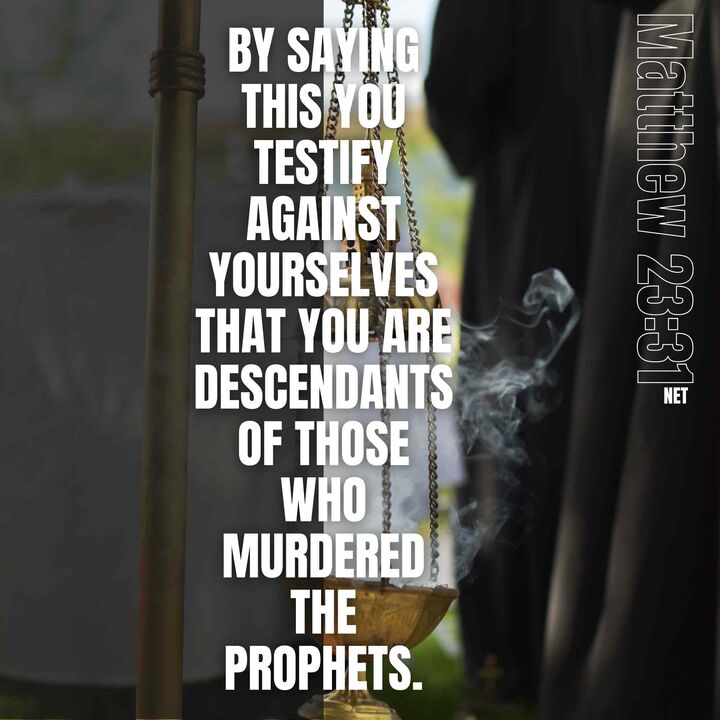 BY SAYING
THIS YOU
TESTIFY
AGAINST
YOURSELVES
THAT YOU ARE
DESCENDANTS
OF THOSE
WHO
MURDERED
THE
PROPHETS.
Matthew 23:31
NET